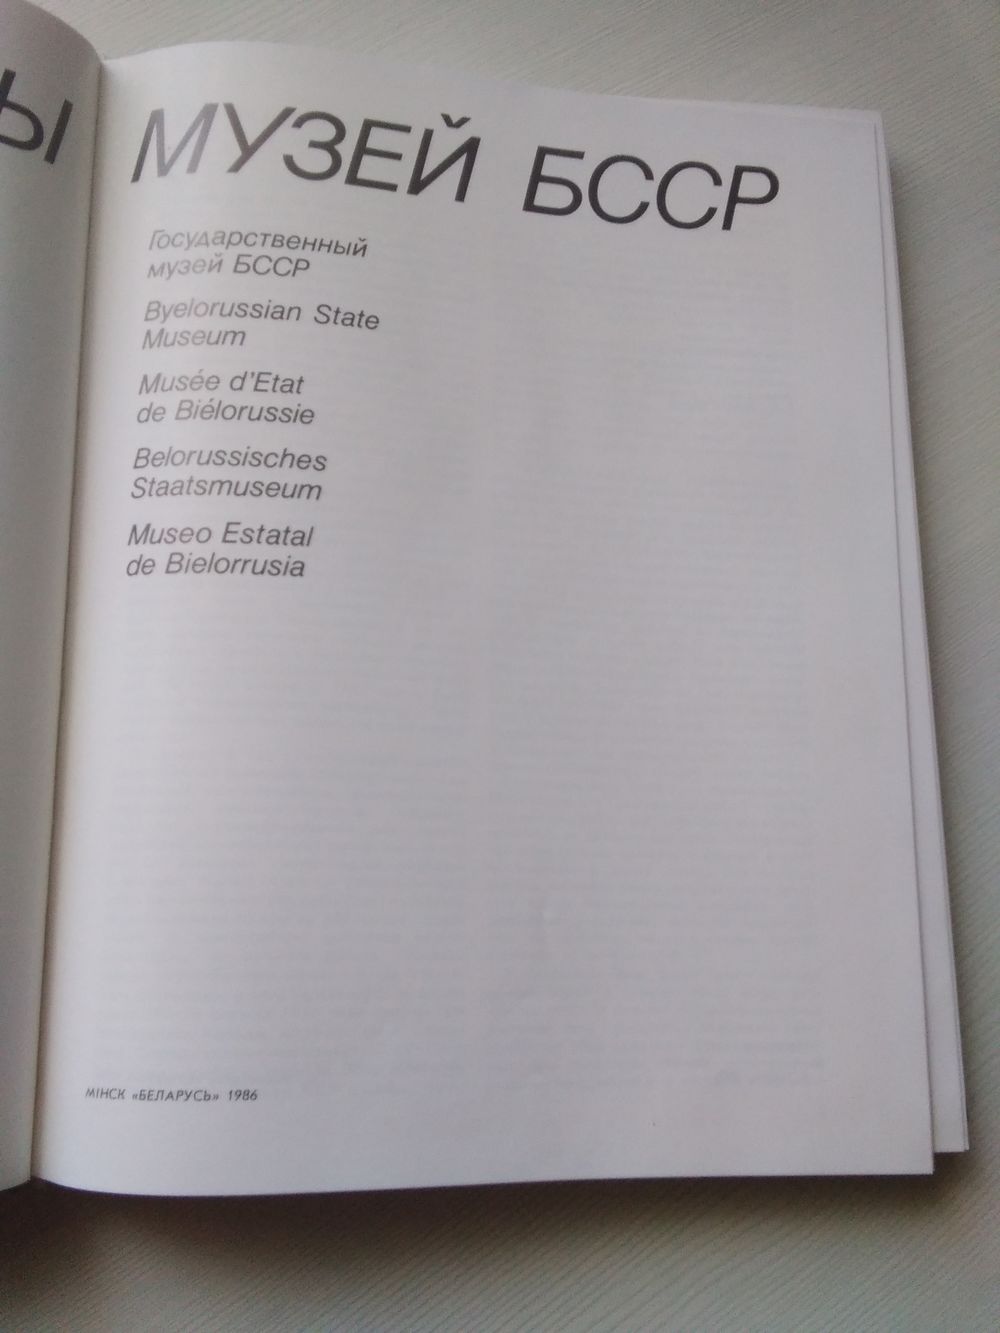 Ы МУЗЕЙ БССР
Государственный
музей БССР
Byelorussian State
Museum
Musée d'Etat
de Biélorussie
Belorussisches
Staatsmuseum
Museo Estatal
de Bielorrusia
МІНСК «БЕЛАРУСЬ» 1986